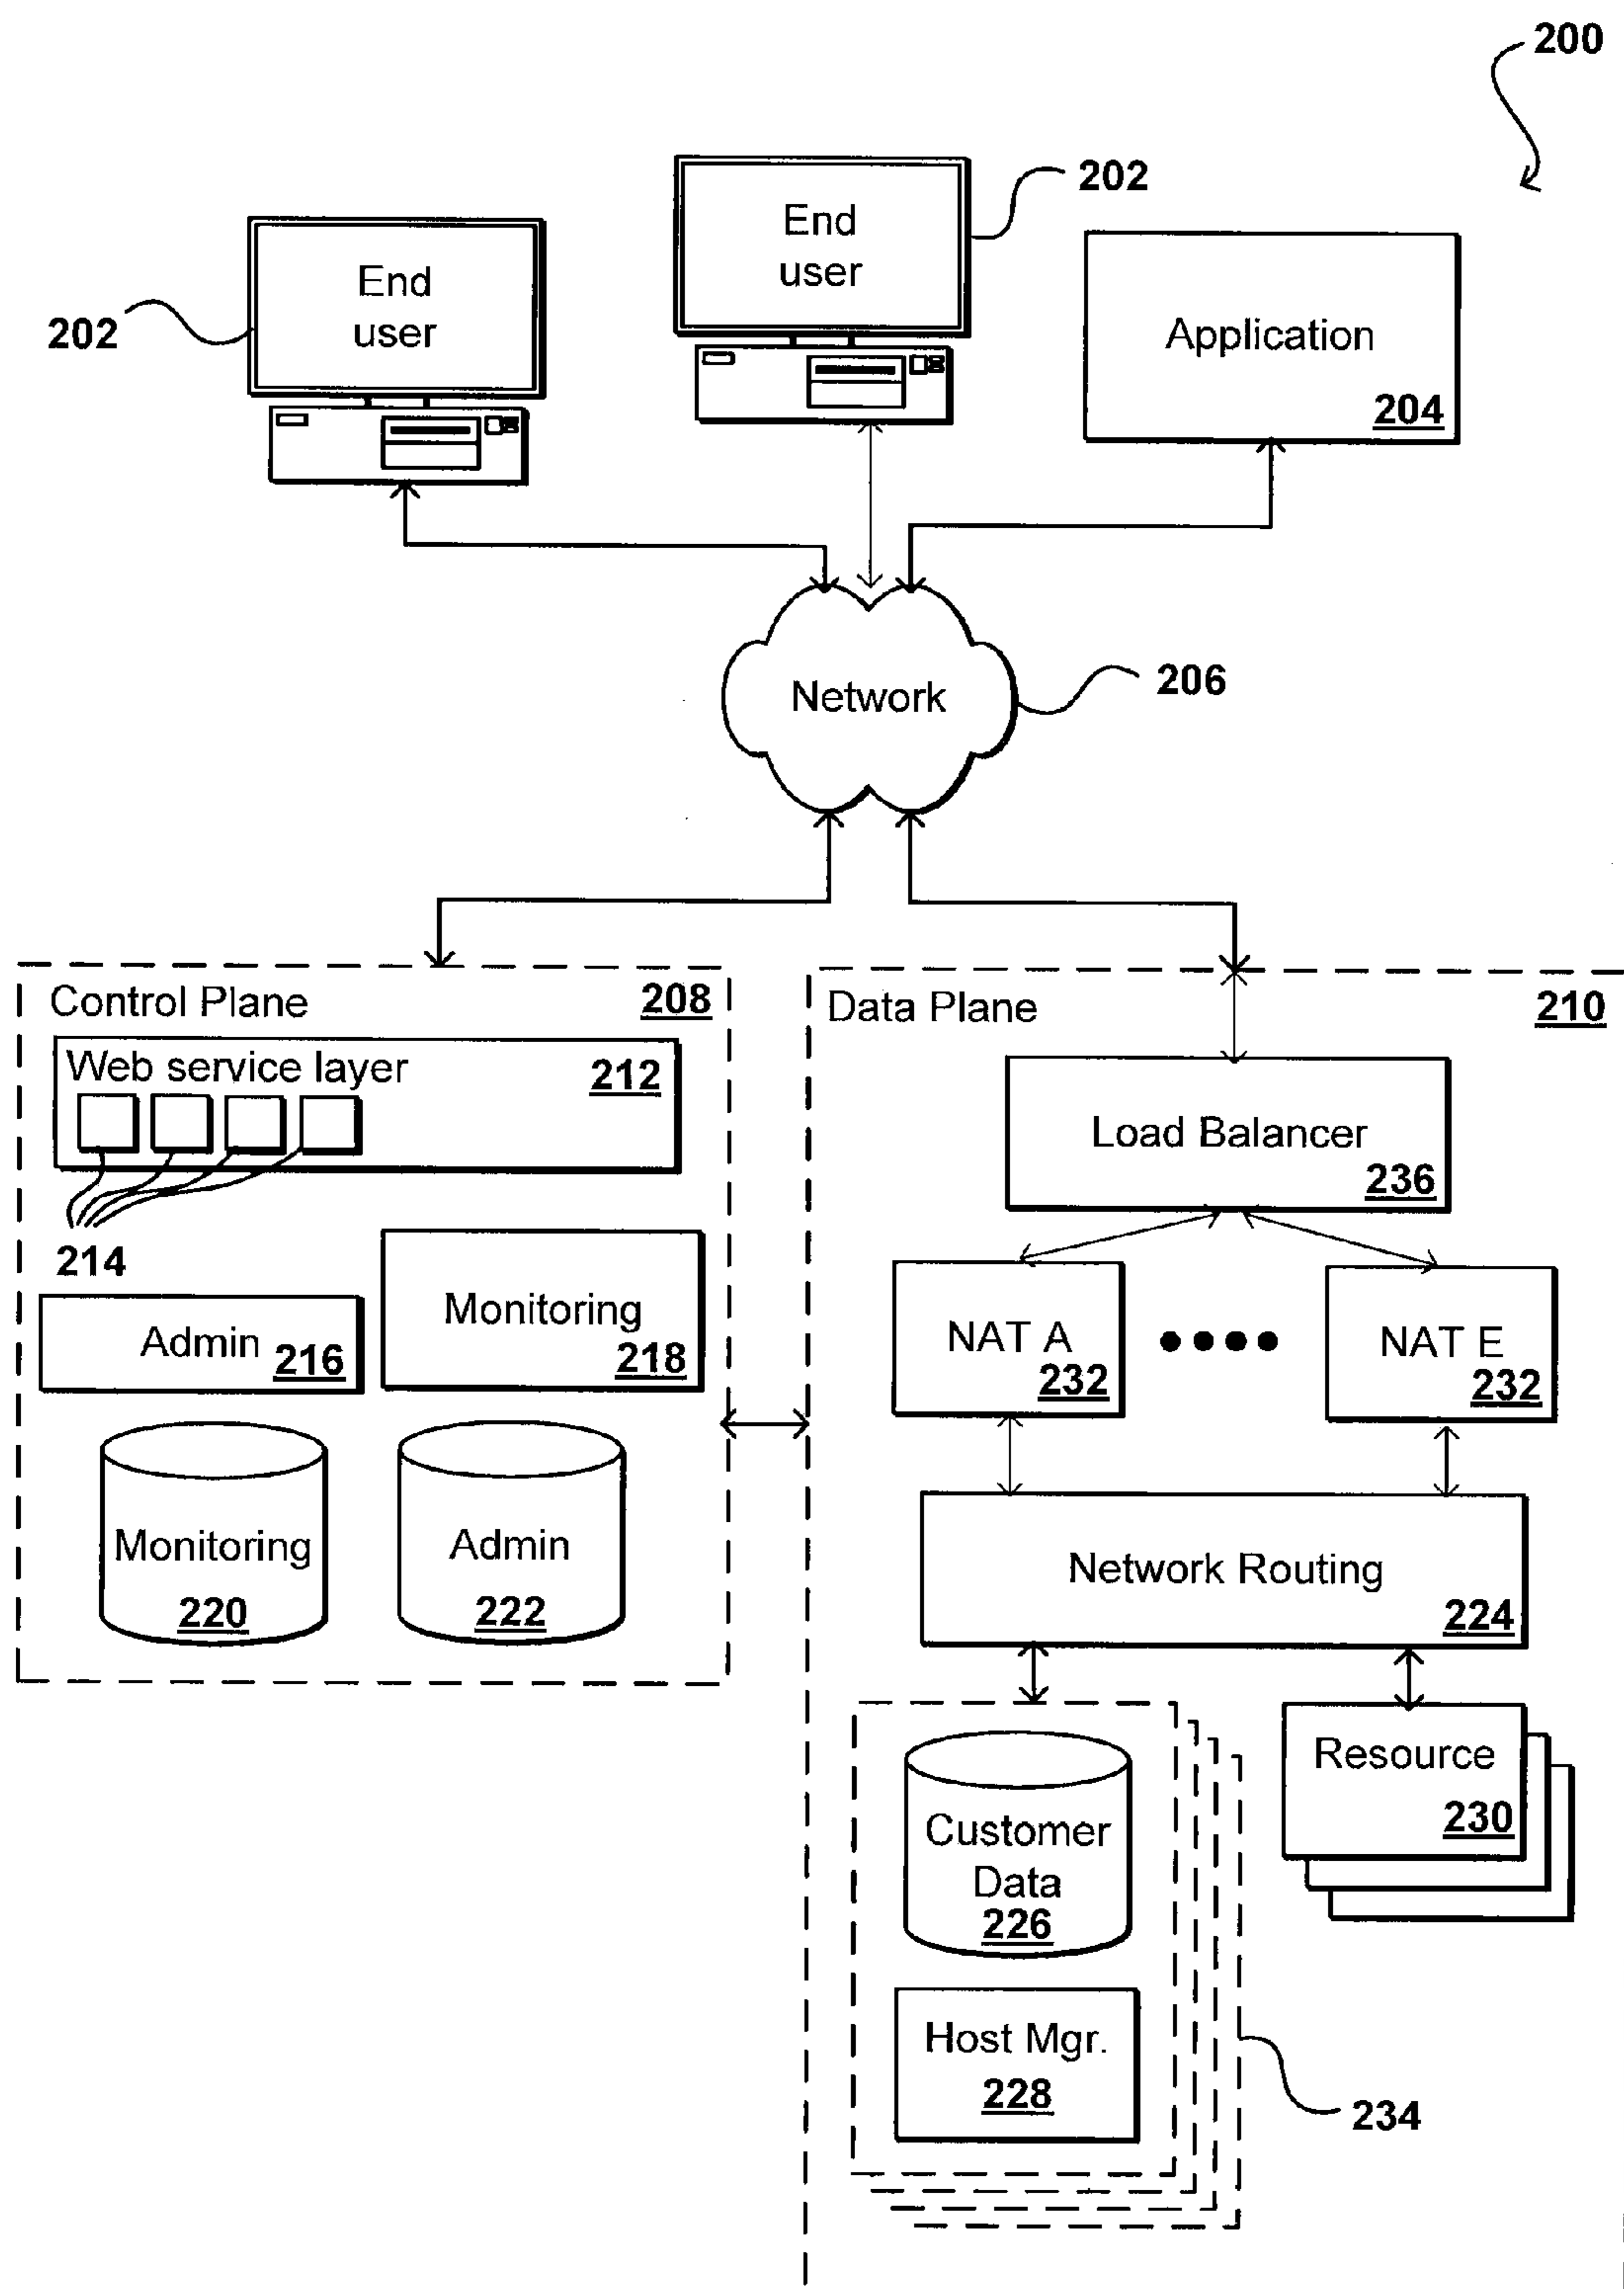 200
202
End
user
202
End
user
Application
204
Network
206
Control Plane
208
Web service layer
212
214
Admin
216
Monitoring
218
Monitoring
220
Admin
222
Data Plane
210
Load Balancer
236
NAT A
232
NAT E
232
Network Routing
224
Customer
Data
226
Host Mgr.
228
Resource
230
234